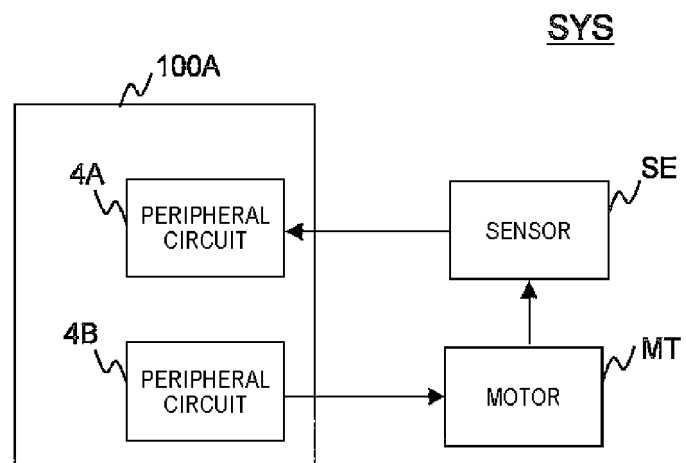 SYS
100A
4A
PERIPHERAL
CIRCUIT
SENSOR
SE
4B
PERIPHERAL
CIRCUIT
MOTOR
MT